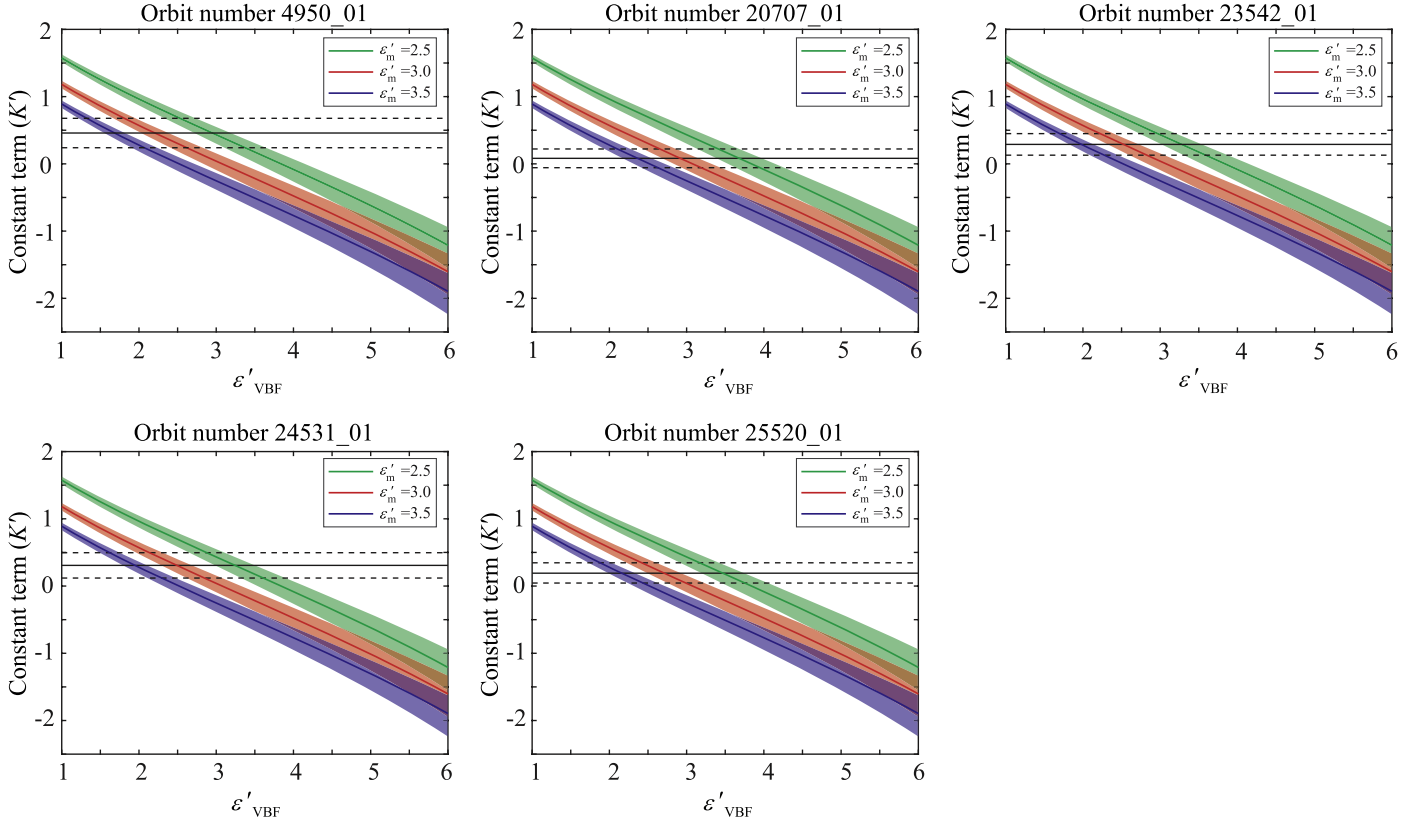 Orbit number 4950_01
Constant term (K′)
2
1
0
-1
-2
ε′m =2.5
ε′m =3.0
ε′m =3.5
1 2 3 4 5 6
ε′VBF
Orbit number 20707_01
Constant term (K′)
2
1
0
-1
-2
ε′m =2.5
ε′m =3.0
ε′m =3.5
1 2 3 4 5 6
ε′VBF
Orbit number 23542_01
Constant term (K′)
2
1
0
-1
-2
ε′m =2.5
ε′m =3.0
ε′m =3.5
1 2 3 4 5 6
ε′VBF
Orbit number 24531_01
Constant term (K′)
2
1
0
-1
-2
ε′m =2.5
ε′m =3.0
ε′m =3.5
1 2 3 4 5 6
ε′VBF
Orbit number 25520_01
Constant term (K′)
2
1
0
-1
-2
ε′m =2.5
ε′m =3.0
ε′m =3.5
1 2 3 4 5 6
ε′VBF